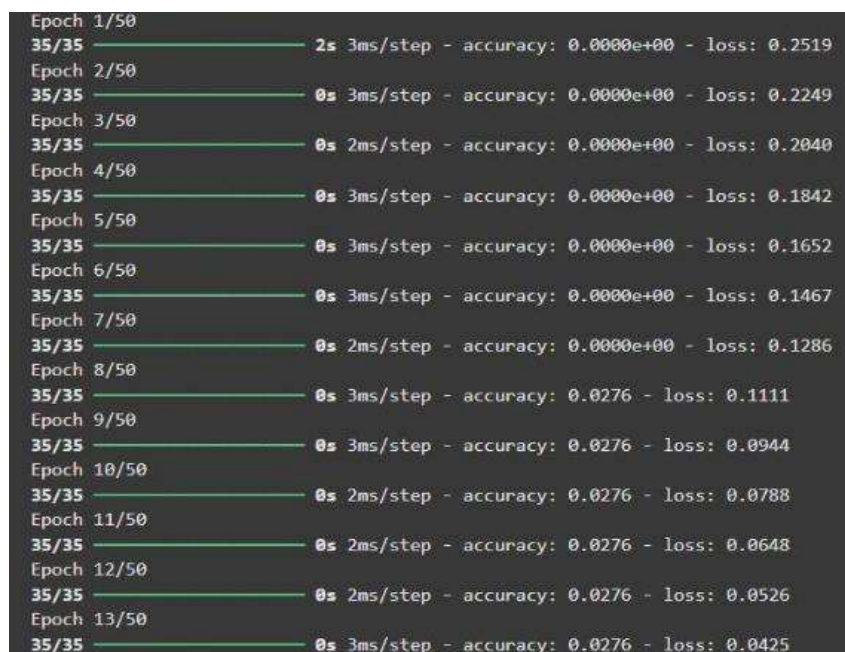 Epoch 1/50
35/35 2s 3ms/step - accuracy: 0.0000e+00 - loss: 0.2519
Epoch 2/50
35/35 0s 3ms/step - accuracy: 0.0000e+00 - loss: 0.2249
Epoch 3/50
35/35 0s 2ms/step - accuracy: 0.0000e+00 - loss: 0.2040
Epoch 4/50
35/35 0s 3ms/step - accuracy: 0.0000e+00 - loss: 0.1842
Epoch 5/50
35/35 0s 3ms/step - accuracy: 0.0000e+00 - loss: 0.1652
Epoch 6/50
35/35 0s 3ms/step - accuracy: 0.0000e+00 - loss: 0.1467
Epoch 7/50
35/35 0s 2ms/step - accuracy: 0.0000e+00 - loss: 0.1286
Epoch 8/50
35/35 0s 3ms/step - accuracy: 0.0276 - loss: 0.1111
Epoch 9/50
35/35 0s 3ms/step - accuracy: 0.0276 - loss: 0.0944
Epoch 10/50
35/35 0s 2ms/step - accuracy: 0.0276 - loss: 0.0788
Epoch 11/50
35/35 0s 2ms/step - accuracy: 0.0276 - loss: 0.0648
Epoch 12/50
35/35 0s 2ms/step - accuracy: 0.0276 - loss: 0.0526
Epoch 13/50
35/35 0s 3ms/step - accuracy: 0.0276 - loss: 0.0425